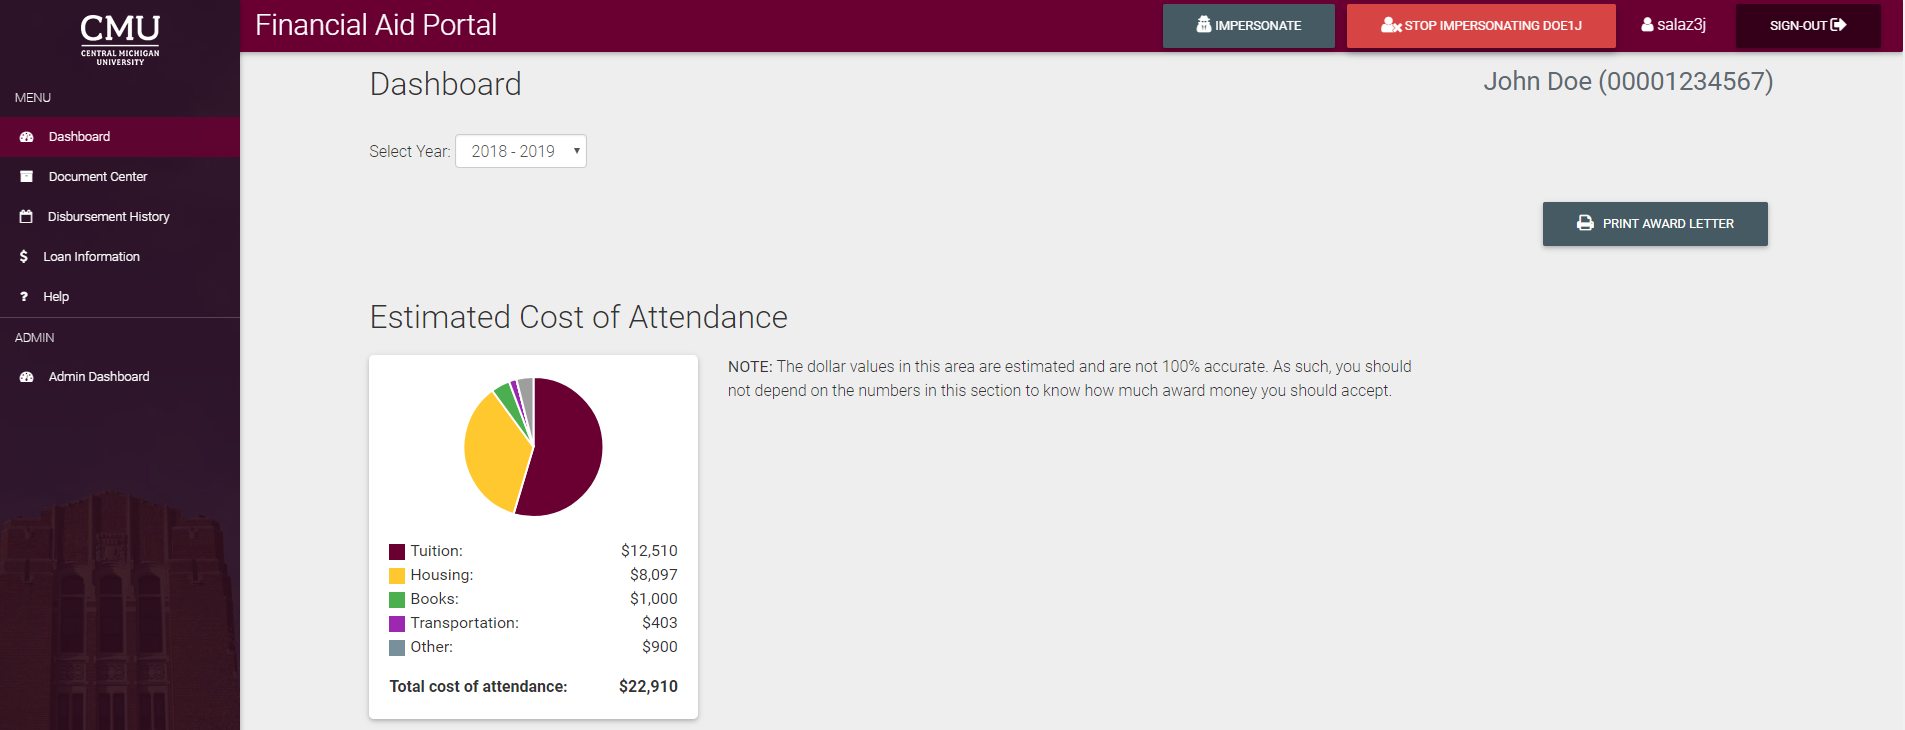 CMU
CENTRAL MICHIGAN
UNIVERSITY
Financial Aid Portal
IMPERSONATE
STOP IMPERSONATING DOE1J
salaz3j
SIGN-OUT
MENU
Dashboard
Document Center
Disbursement History
Loan Information
Help
ADMIN
Admin Dashboard
Dashboard
John Doe (00001234567)
Select Year: 2018 - 2019
PRINT AWARD LETTER
Estimated Cost of Attendance
NOTE: The dollar values in this area are estimated and are not 100% accurate. As such, you should
not depend on the numbers in this section to know how much award money you should accept.
Tuition: $12,510
Housing: $8,097
Books: $1,000
Transportation: $403
Other: $900
Total cost of attendance: $22,910